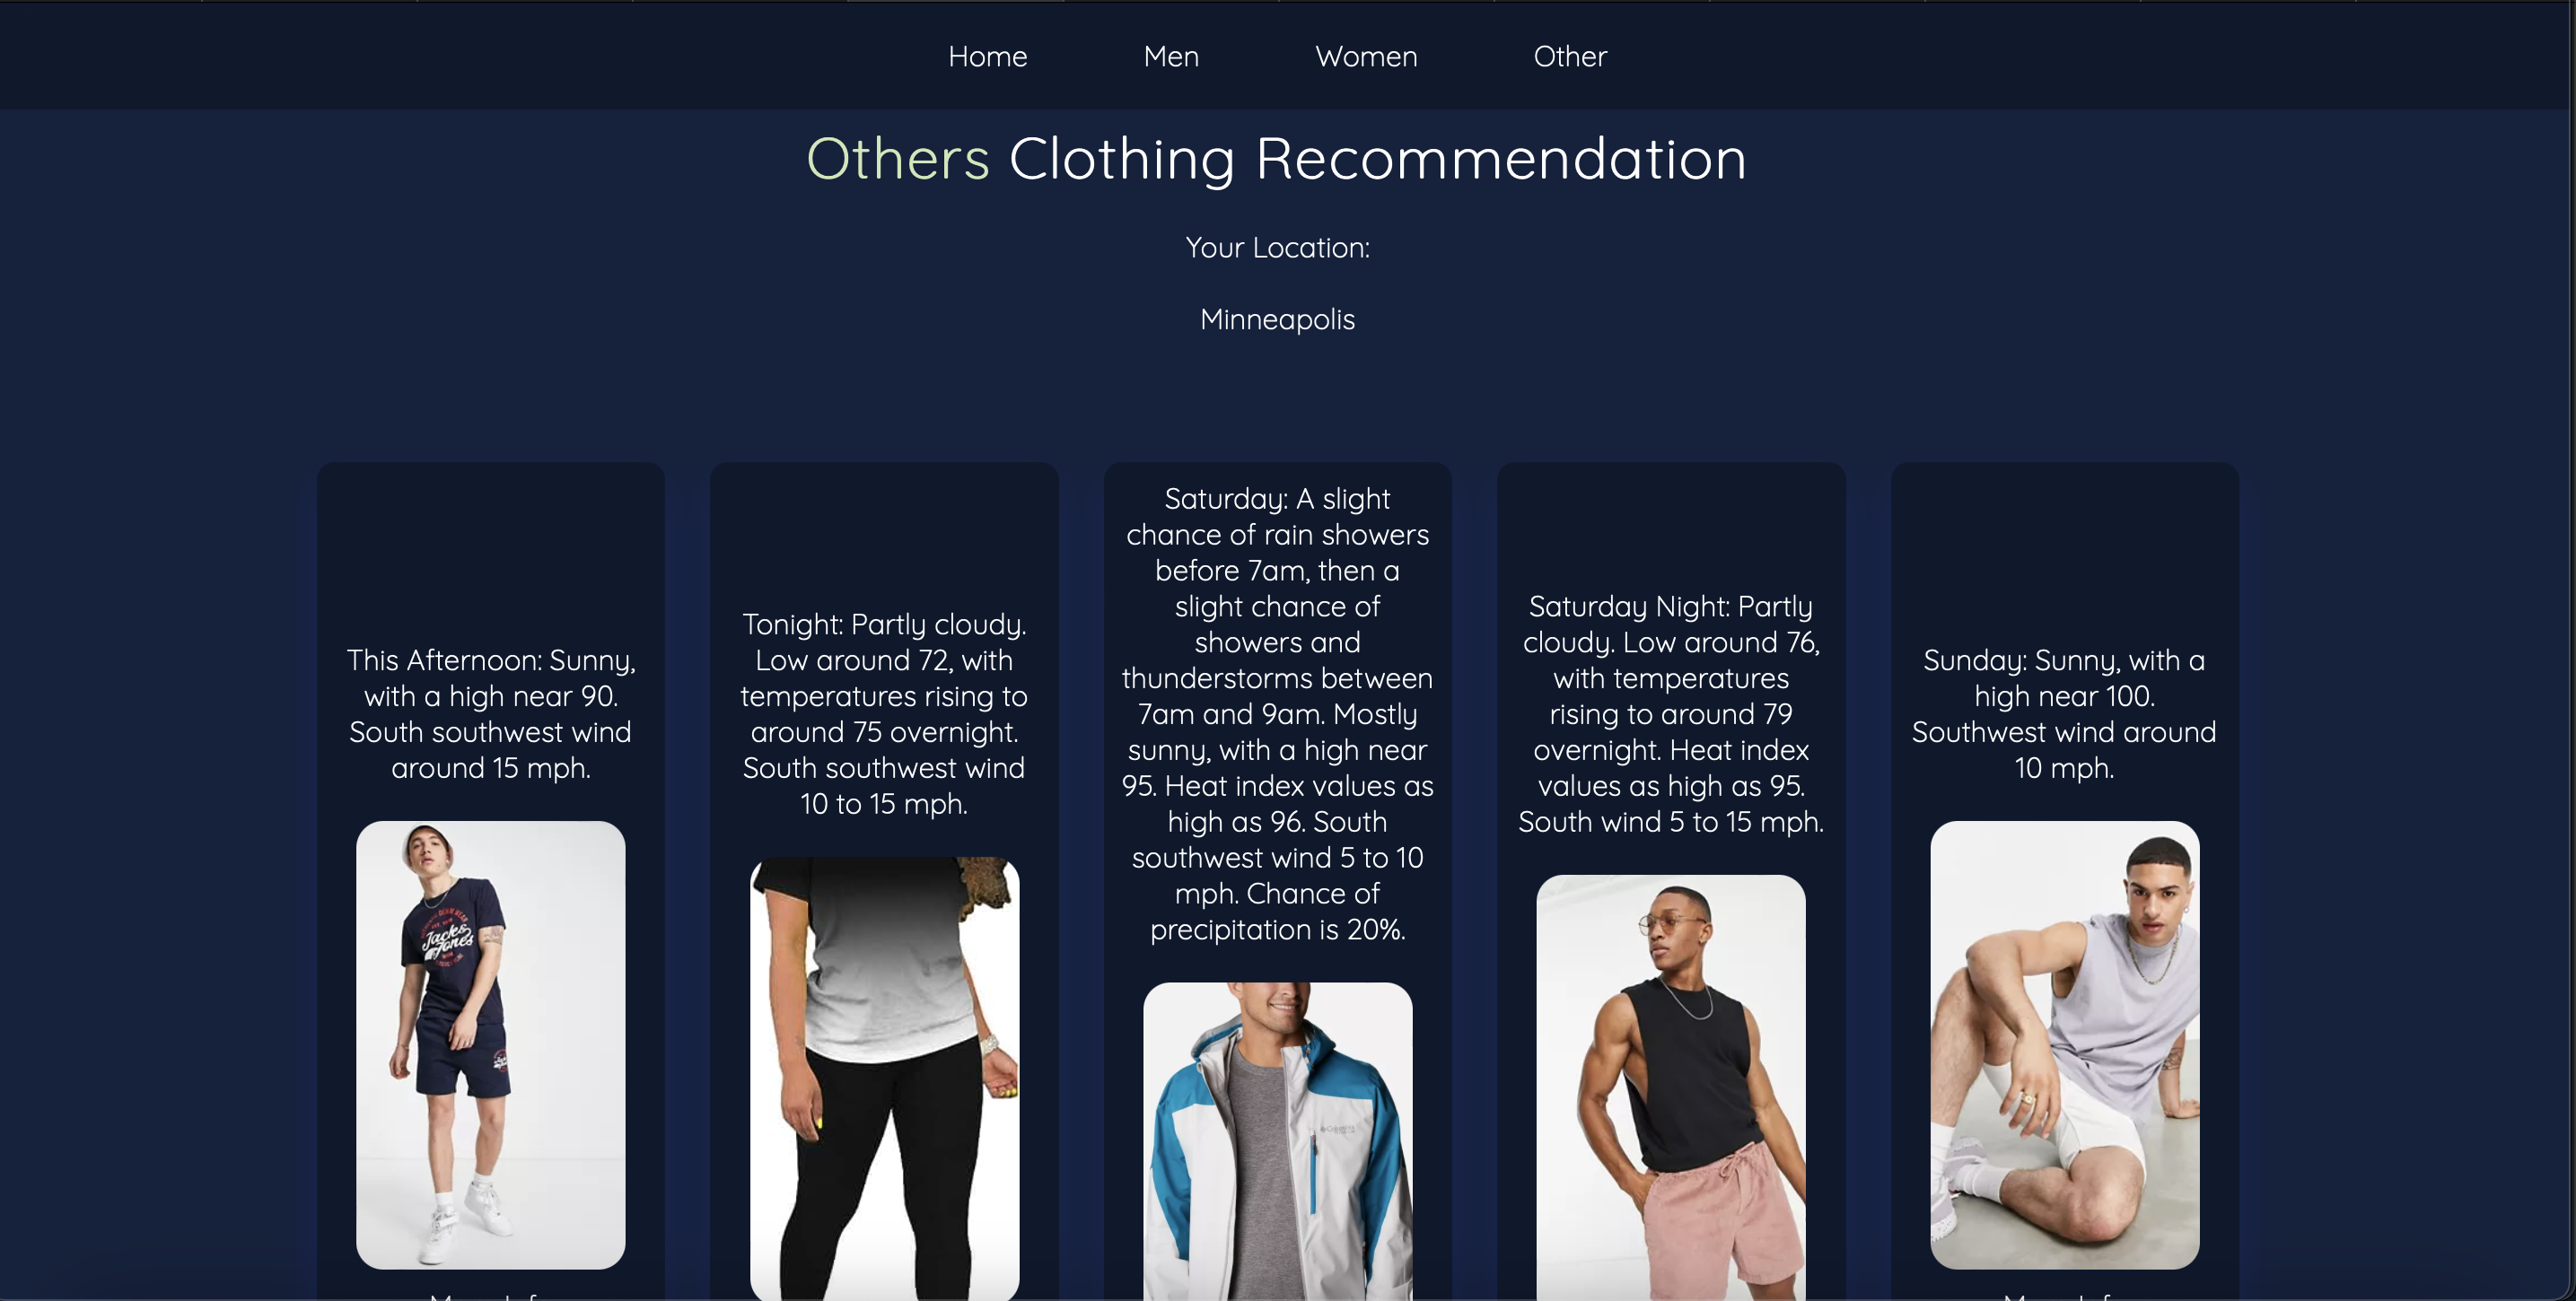 Home Men Women Other
Others Clothing Recommendation
Your Location:
Minneapolis
This Afternoon: Sunny,
with a high near 90.
South southwest wind
around 15 mph.
Jacks
Jones
Tonight: Partly cloudy.
Low around 72, with
temperatures rising to
around 75 overnight.
South southwest wind
10 to 15 mph.
Saturday: A slight
chance of rain showers
before 7am, then a
slight chance of
showers and
thunderstorms between
7am and 9am. Mostly
sunny, with a high near
95. Heat index values as
high as 96. South
southwest wind 5 to 10
mph. Chance of
precipitation is 20%.
Saturday Night: Partly
cloudy. Low around 76,
with temperatures
rising to around 79
overnight. Heat index
values as high as 95.
South wind 5 to 15 mph.
Sunday: Sunny, with a
high near 100.
Southwest wind around
10 mph.